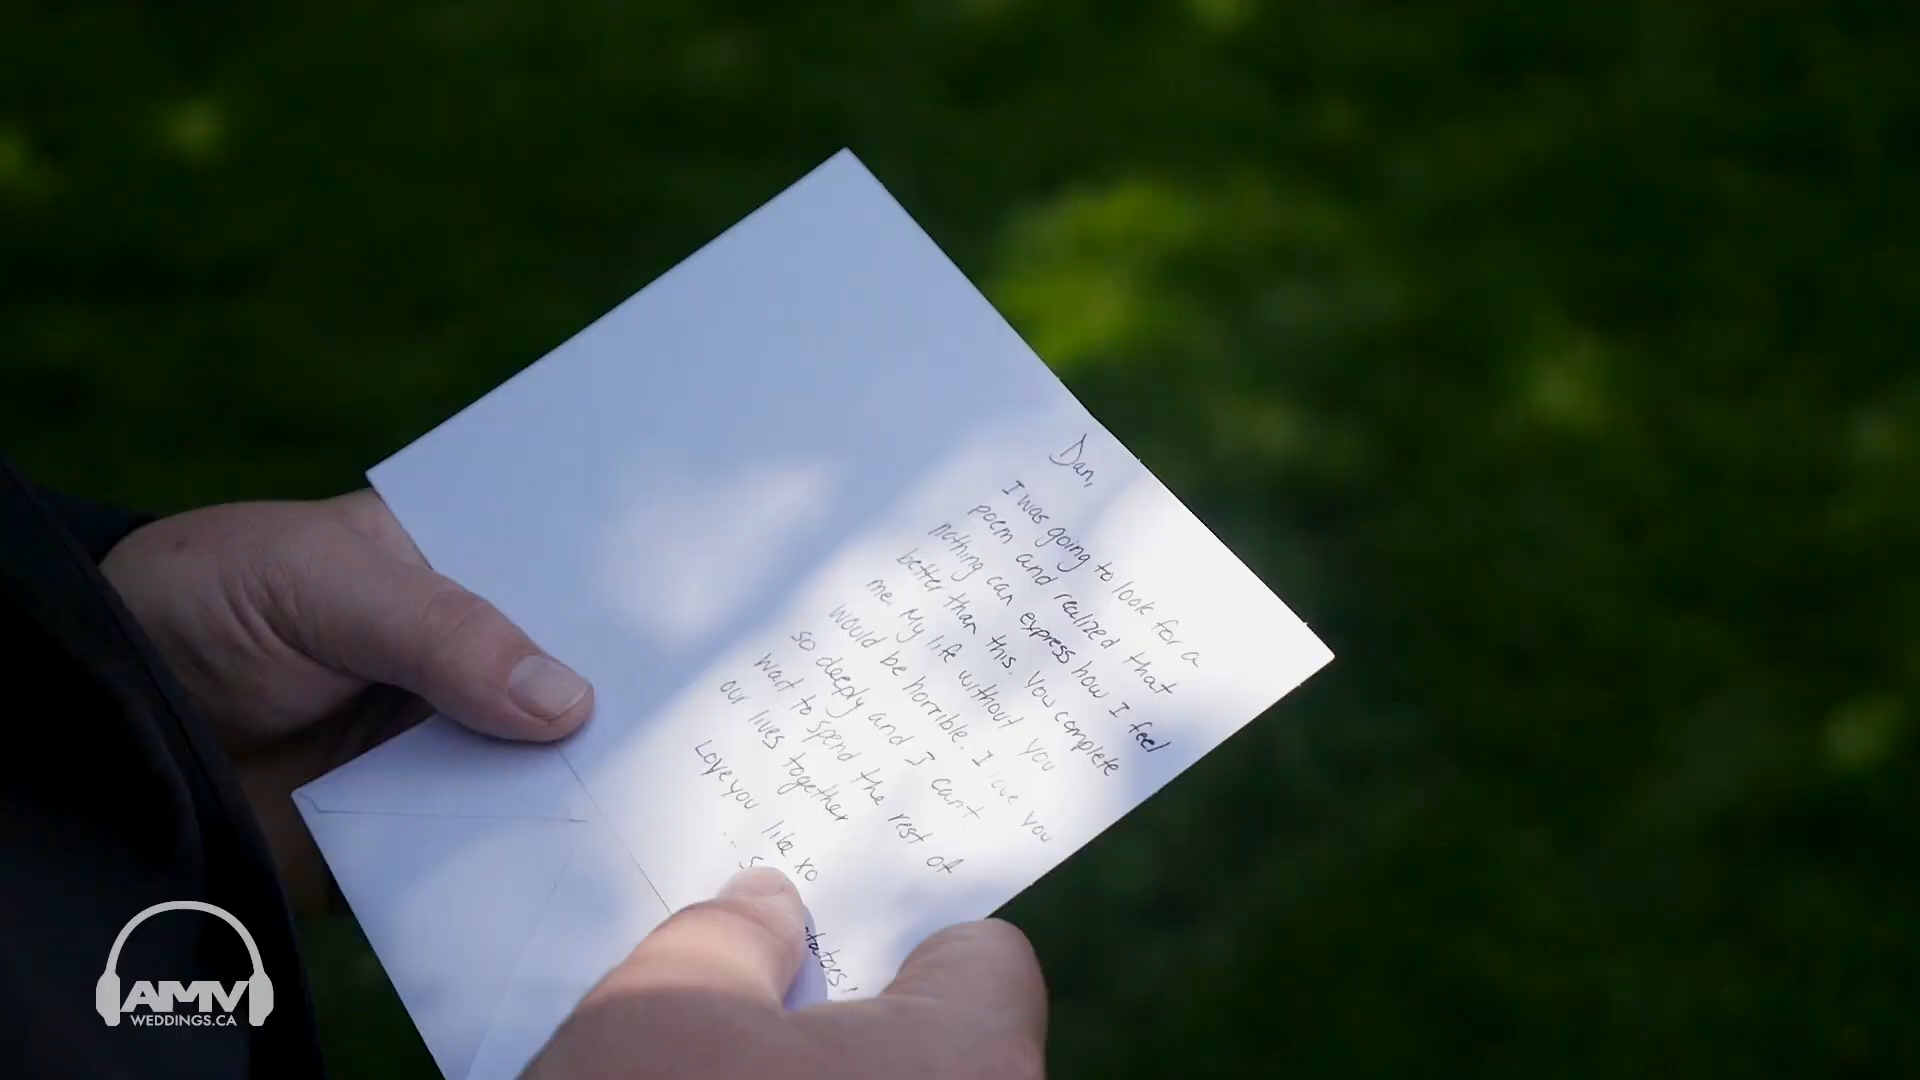 Dan,
I was going to look for a
poem and realized that
nothing can express how I feel
better than this. You complete
me. My life without you
would be horrible. I love you
so deeply and I can't
wait to spend the rest of
our lives together
Love you like xo
...
-tatoes!
AMV
WEDDINGS.CA